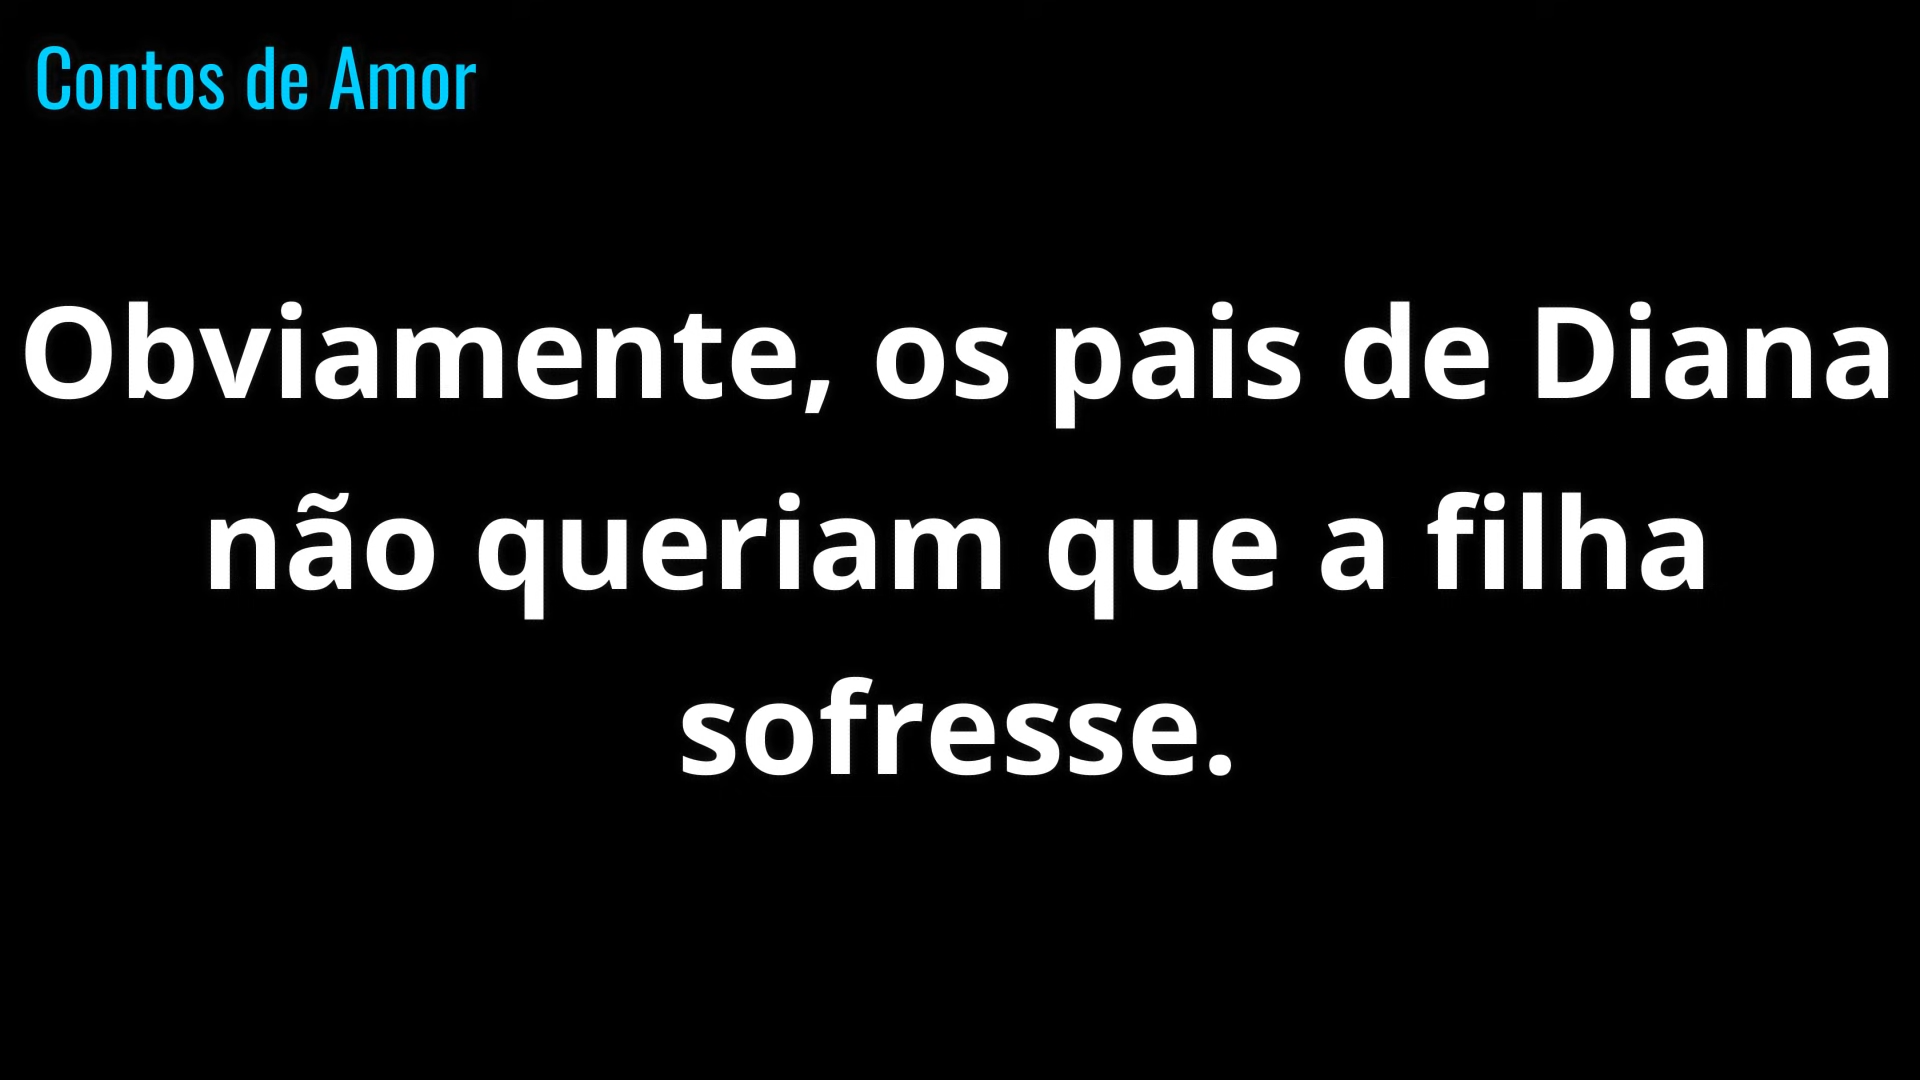 Contos de Amor
Obviamente, os pais de Diana
não queriam que a filha
sofresse.